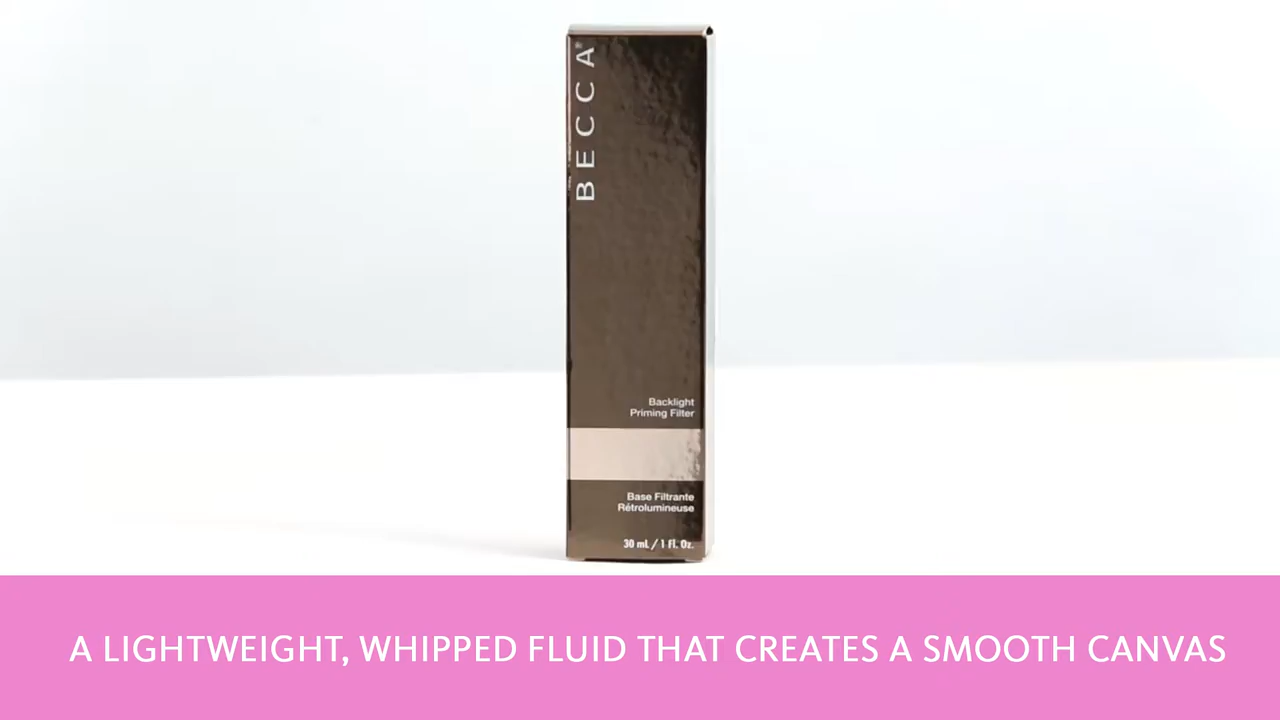 BECCA®
Backlight
Priming Filter
Base Filtrante
Rétrolumineuse
30 mL / 1 Fl. Oz.
A LIGHTWEIGHT, WHIPPED FLUID THAT CREATES A SMOOTH CANVAS